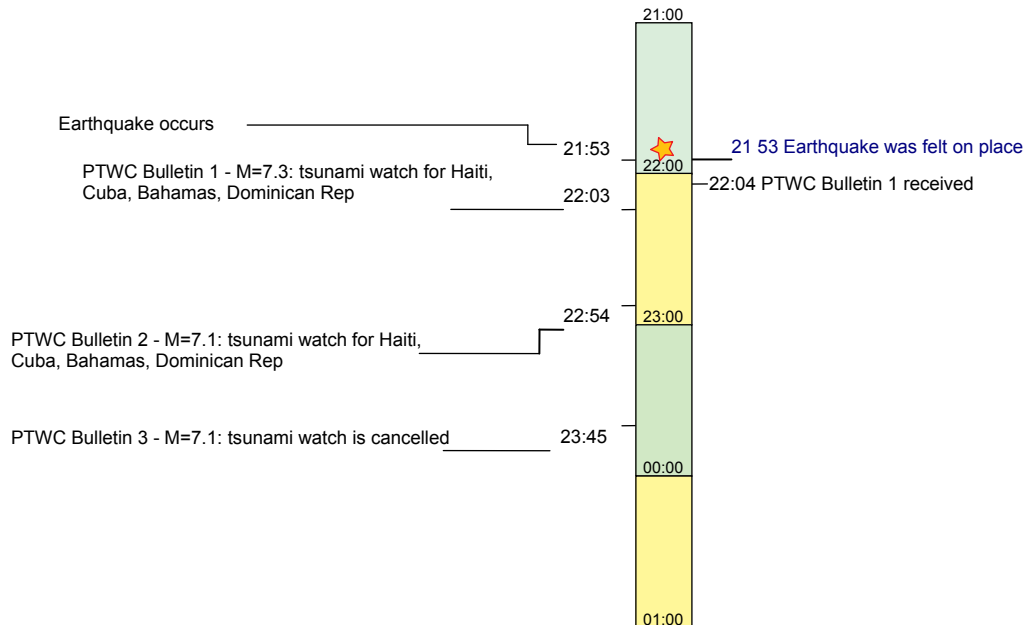 21:00
Earthquake occurs
21:53
21 53 Earthquake was felt on place
PTWC Bulletin 1 - M=7.3: tsunami watch for Haiti,
Cuba, Bahamas, Dominican Rep
22:00
22:04 PTWC Bulletin 1 received
22:03
22:54
23:00
PTWC Bulletin 2 - M=7.1: tsunami watch for Haiti,
Cuba, Bahamas, Dominican Rep
PTWC Bulletin 3 - M=7.1: tsunami watch is cancelled
23:45
00:00
01:00